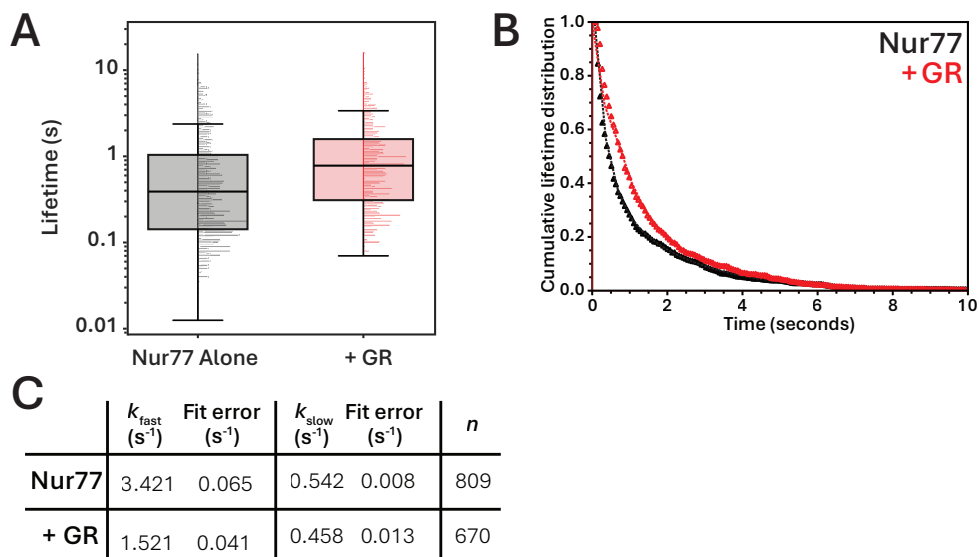 A
Lifetime (s)
10
1
0.1
0.01
Nur77 Alone
+ GR
B
Nur77
+ GR
Cumulative lifetime distribution
1.0
0.8
0.6
0.4
0.2
0.0
0 2 4 6 8 10
Time (seconds)
C
k_fast (s⁻¹) Fit error (s⁻¹) k_slow (s⁻¹) Fit error (s⁻¹) n
Nur77 3.421 0.065 0.542 0.008 809
+ GR 1.521 0.041 0.458 0.013 670